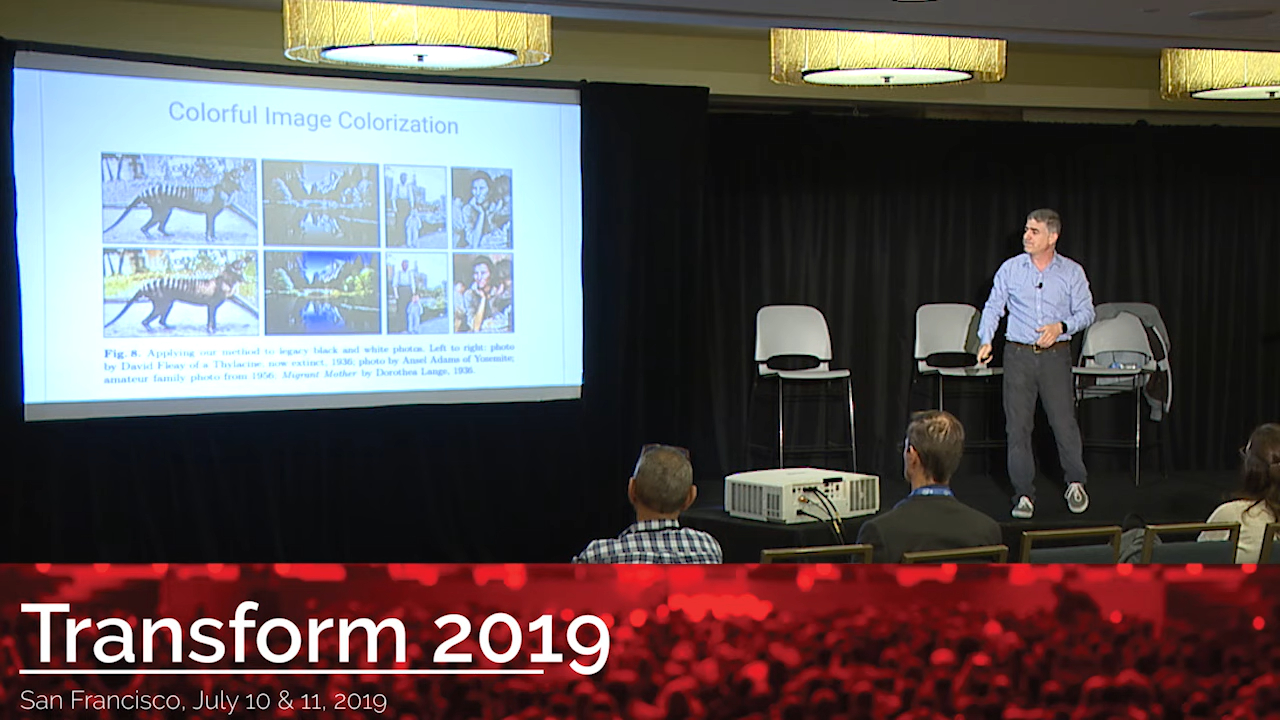 Colorful Image Colorization
Fig. 8. Applying our method to legacy black and white photos. Left to right: photo
by David Fleay of a Thylacine, now extinct, 1936; photo by Ansel Adams of Yosemite;
amateur family photo from 1956; Migrant Mother by Dorothea Lange, 1936.
Transform 2019
San Francisco, July 10 & 11, 2019